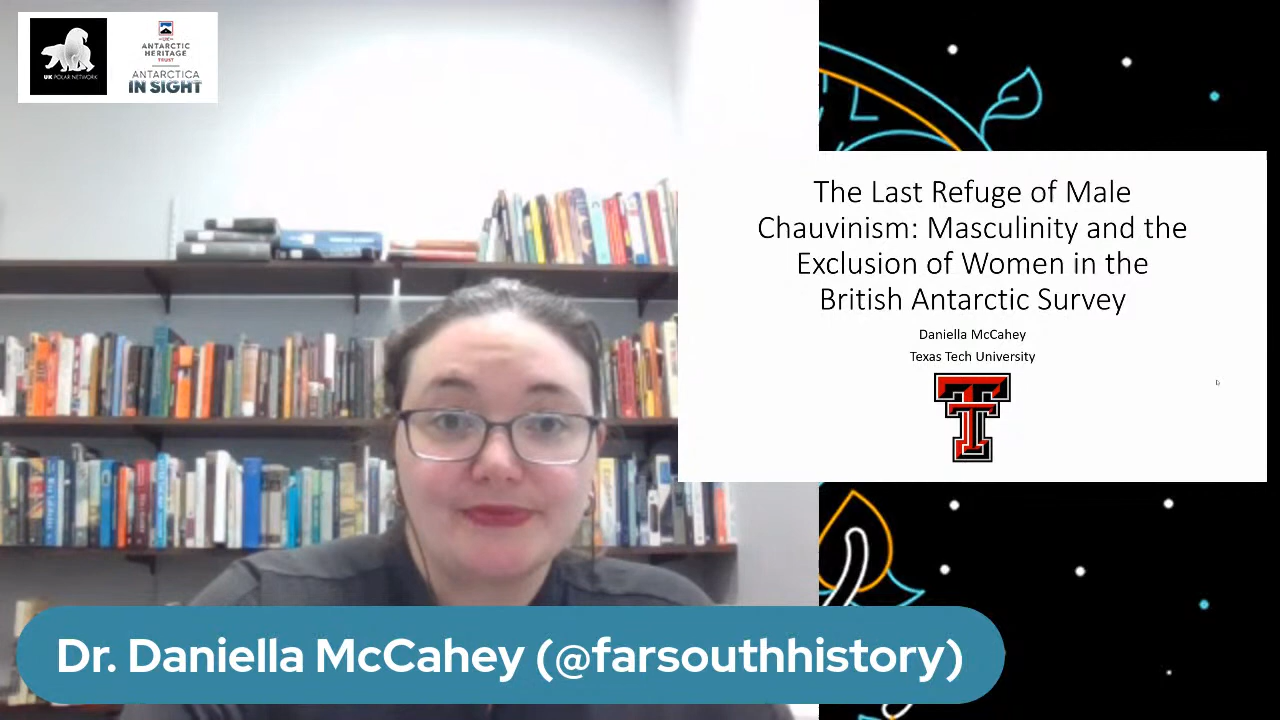 UK POLAR NETWORK
UK
ANTARCTIC
HERITAGE
TRUST
ANTARCTICA
IN SIGHT
The Last Refuge of Male
Chauvinism: Masculinity and the
Exclusion of Women in the
British Antarctic Survey
Daniella McCahey
Texas Tech University
Dr. Daniella McCahey (@farsouthhistory)